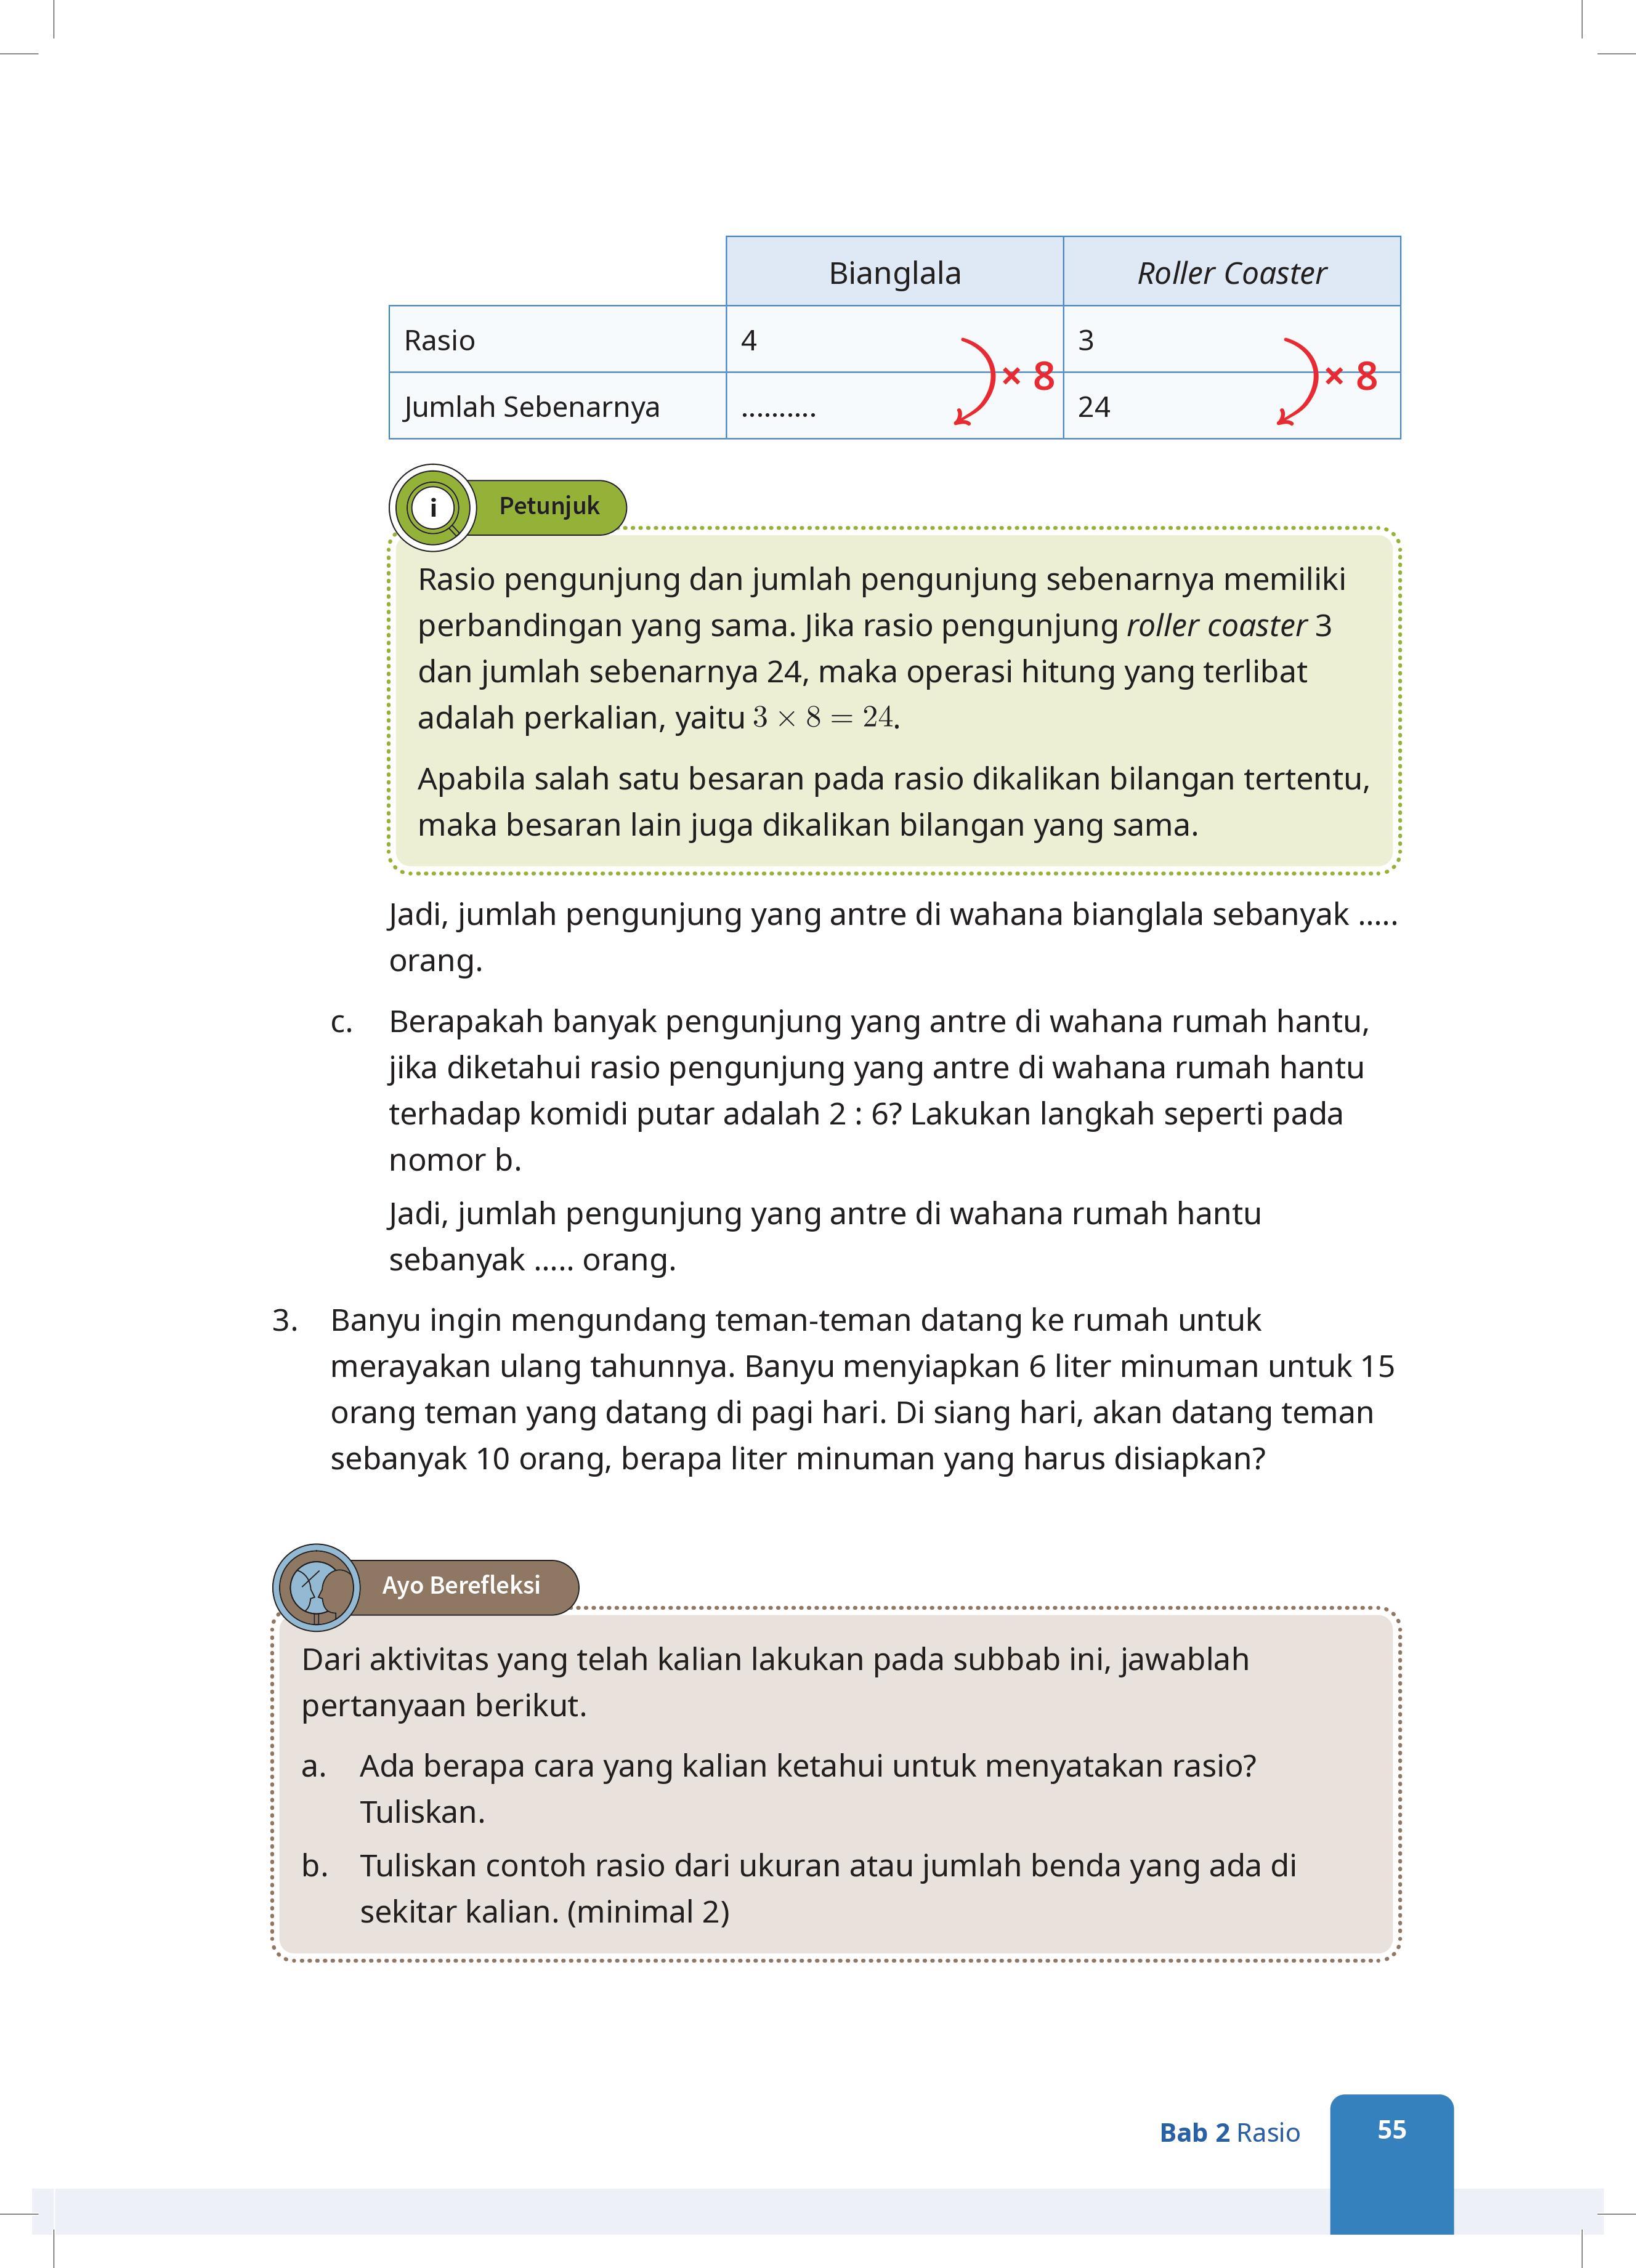 Bianglala Roller Coaster
Rasio 4 3
× 8 × 8
Jumlah Sebenarnya .......... 24
i Petunjuk
Rasio pengunjung dan jumlah pengunjung sebenarnya memiliki
perbandingan yang sama. Jika rasio pengunjung roller coaster 3
dan jumlah sebenarnya 24, maka operasi hitung yang terlibat
adalah perkalian, yaitu 3 × 8 = 24.
Apabila salah satu besaran pada rasio dikalikan bilangan tertentu,
maka besaran lain juga dikalikan bilangan yang sama.
Jadi, jumlah pengunjung yang antre di wahana bianglala sebanyak .....
orang.
c. Berapakah banyak pengunjung yang antre di wahana rumah hantu,
jika diketahui rasio pengunjung yang antre di wahana rumah hantu
terhadap komidi putar adalah 2 : 6? Lakukan langkah seperti pada
nomor b.
Jadi, jumlah pengunjung yang antre di wahana rumah hantu
sebanyak ..... orang.
3. Banyu ingin mengundang teman-teman datang ke rumah untuk
merayakan ulang tahunnya. Banyu menyiapkan 6 liter minuman untuk 15
orang teman yang datang di pagi hari. Di siang hari, akan datang teman
sebanyak 10 orang, berapa liter minuman yang harus disiapkan?
Ayo Berefleksi
Dari aktivitas yang telah kalian lakukan pada subbab ini, jawablah
pertanyaan berikut.
a. Ada berapa cara yang kalian ketahui untuk menyatakan rasio?
Tuliskan.
b. Tuliskan contoh rasio dari ukuran atau jumlah benda yang ada di
sekitar kalian. (minimal 2)
Bab 2 Rasio 55